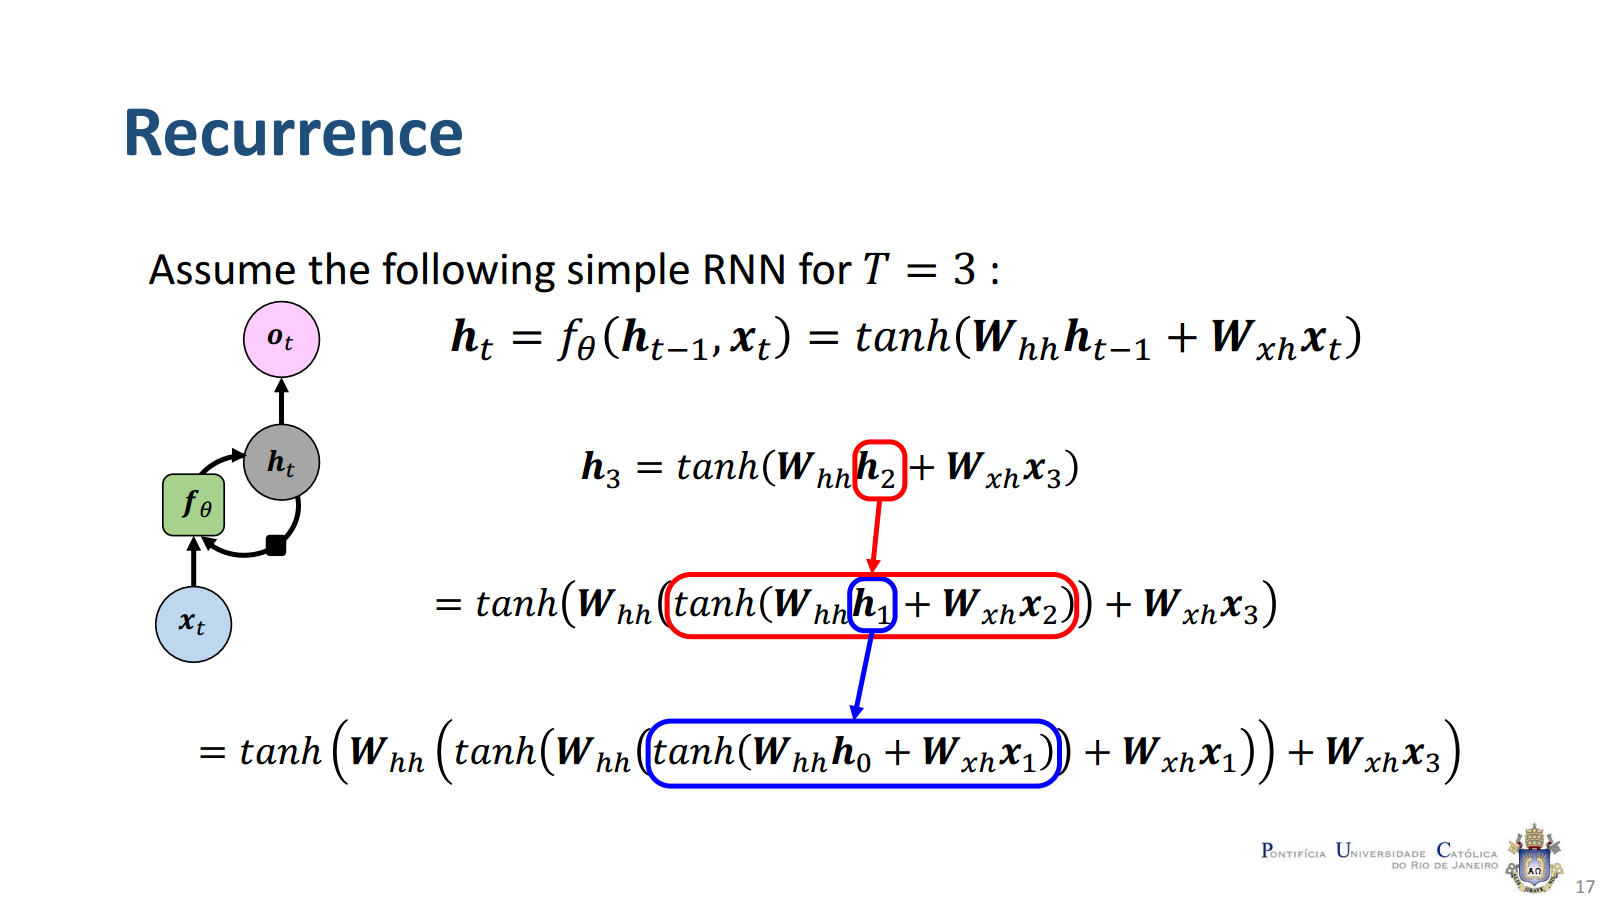 Recurrence
Assume the following simple RNN for T = 3 :
o_t
h_t = f_θ(h_{t−1}, x_t) = tanh(W_{hh}h_{t−1} + W_{xh}x_t)
h_t
h_3 = tanh(W_{hh}h_2 + W_{xh}x_3)
f_θ
= tanh(W_{hh}(tanh(W_{hh}h_1 + W_{xh}x_2)) + W_{xh}x_3)
x_t
= tanh(W_{hh}(tanh(W_{hh}(tanh(W_{hh}h_0 + W_{xh}x_1)) + W_{xh}x_1)) + W_{xh}x_3)
PONTIFÍCIA UNIVERSIDADE CATÓLICA
DO RIO DE JANEIRO
17